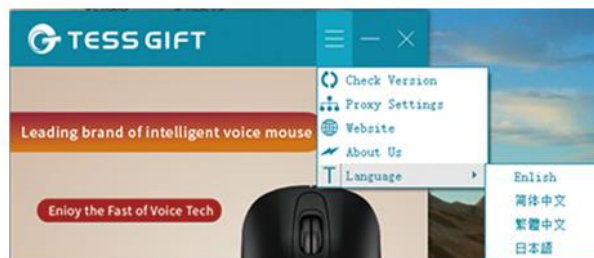 TESS GIFT
Check Version
Proxy Settings
Website
Leading brand of intelligent voice mouse
About Us
Language
Enlish
简体中文
Enioy the Fast of Voice Tech
繁體中文
日本語